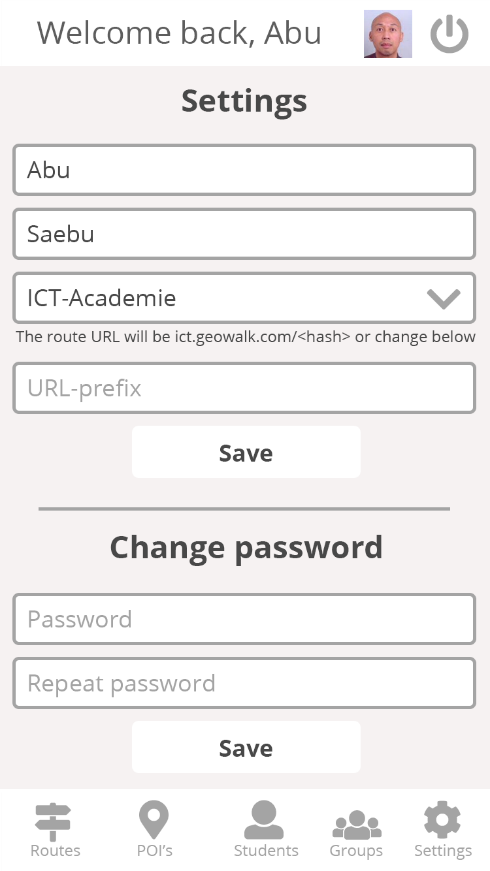 Welcome back, Abu
Settings
Abu
Saebu
ICT-Academie
The route URL will be ict.geowalk.com/<hash> or change below
URL-prefix
Save
Change password
Password
Repeat password
Save
Routes POI's Students Groups Settings